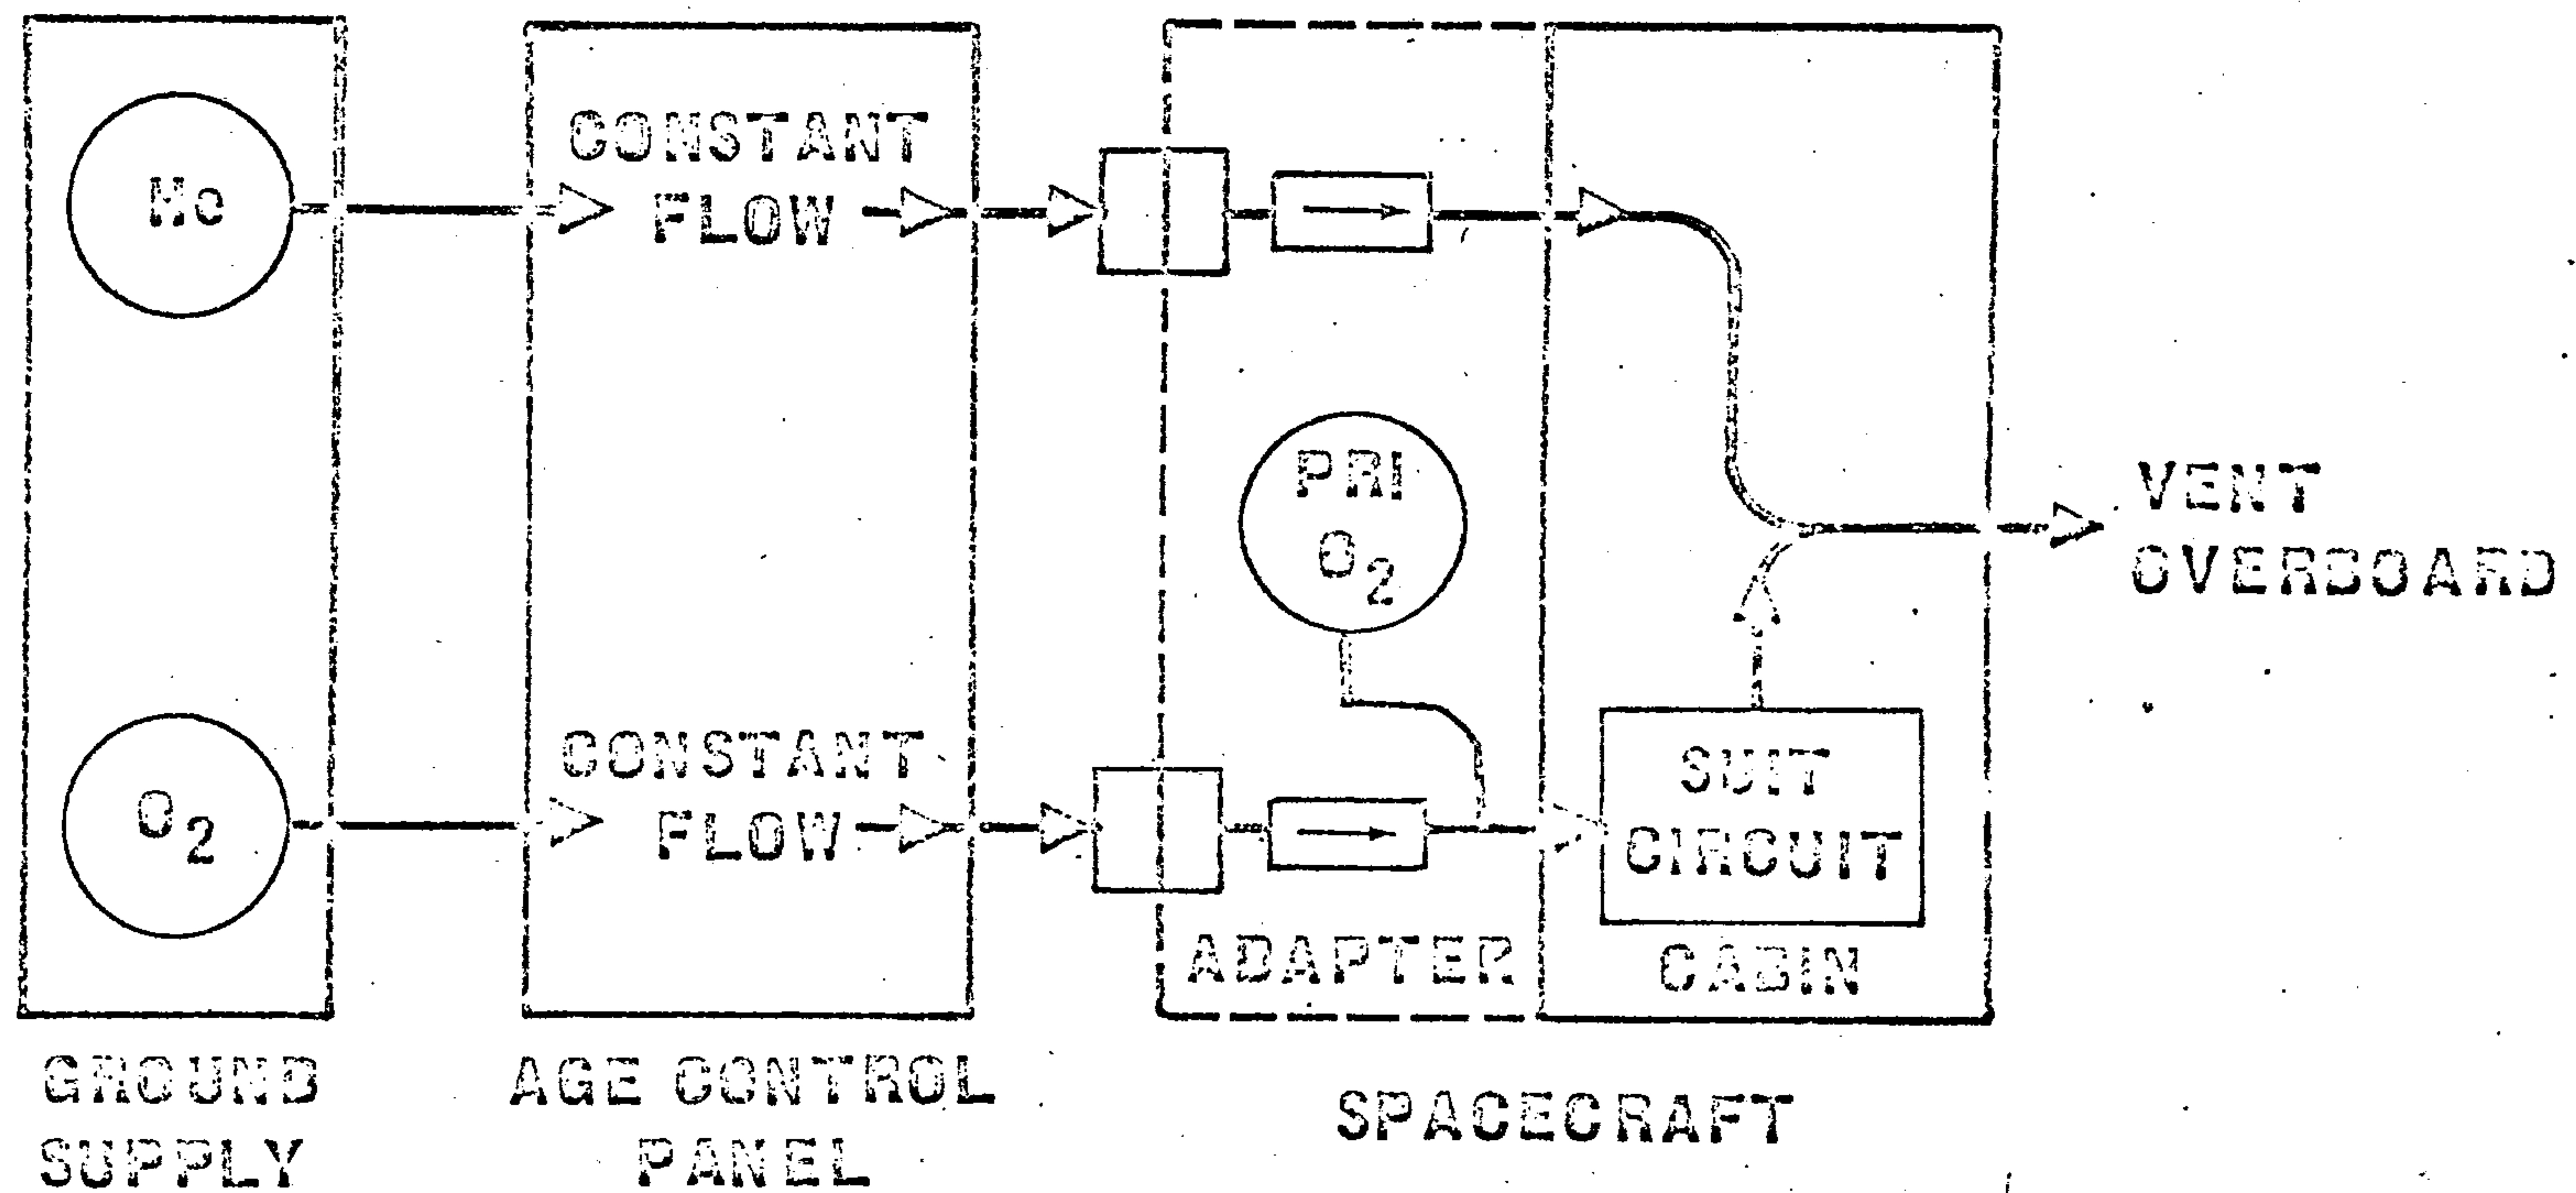 He
CONSTANT
FLOW
PRI
O2
VENT
OVERBOARD
O2
CONSTANT
FLOW
SUIT
CIRCUIT
ADAPTER
CABIN
GROUND
SUPPLY
AGE CONTROL
PANEL
SPACECRAFT